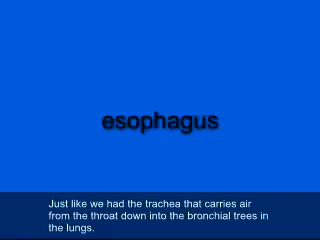 esophagus
Just like we had the trachea that carries air
from the throat down into the bronchial trees in
the lungs.